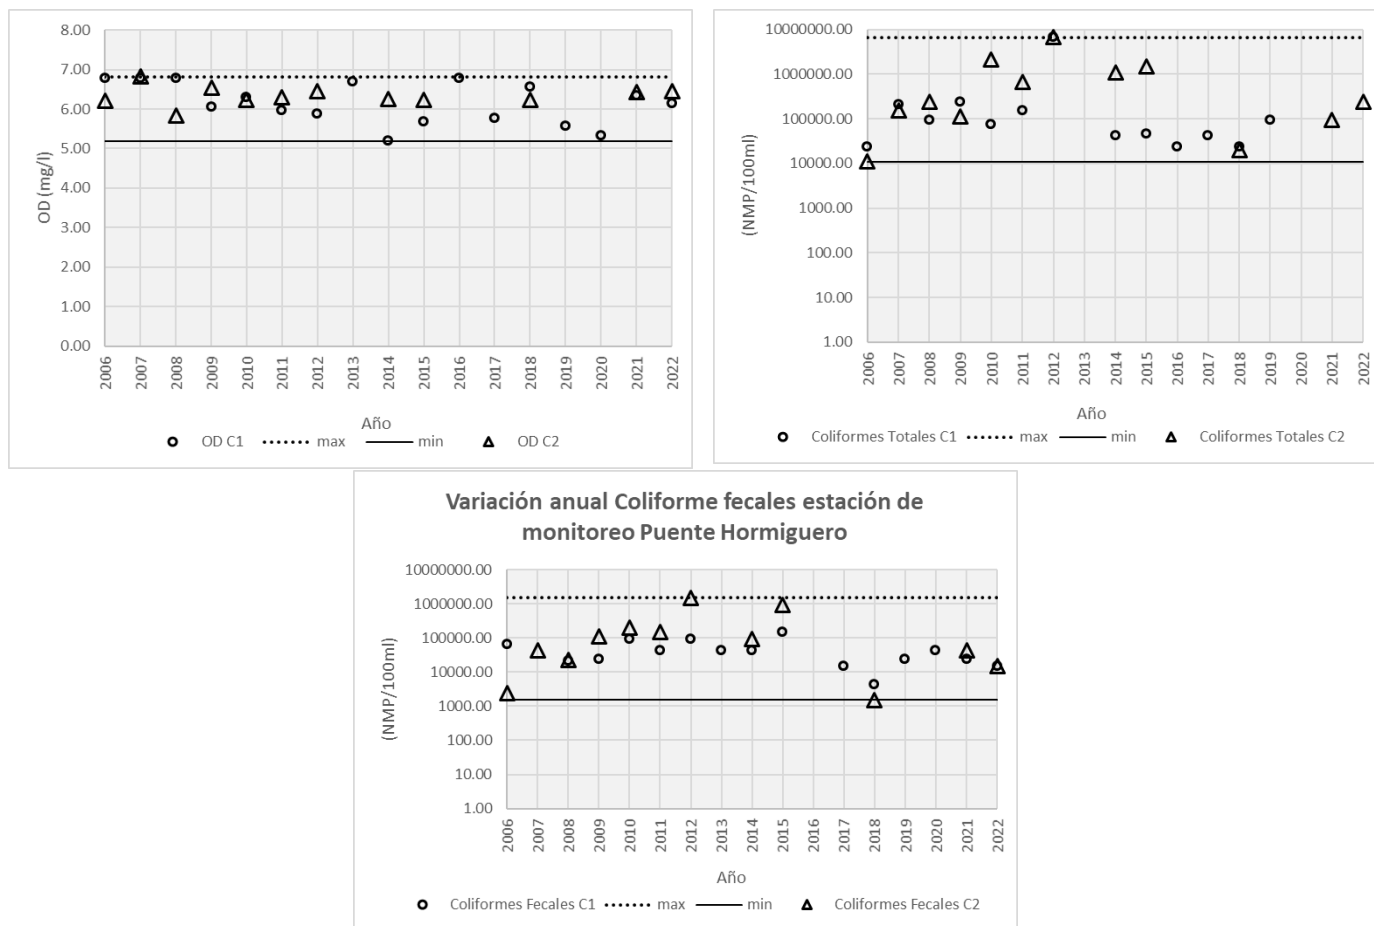 8.00
7.00
6.00
5.00
4.00
3.00
2.00
1.00
0.00
OD (mg/l)
2006 2007 2008 2009 2010 2011 2012 2013 2014 2015 2016 2017 2018 2019 2020 2021 2022
Año
OD C1 max min OD C2
10000000.00
1000000.00
100000.00
10000.00
1000.00
100.00
10.00
1.00
(NMP/100ml)
2006 2007 2008 2009 2010 2011 2012 2013 2014 2015 2016 2017 2018 2019 2020 2021 2022
Año
Coliformes Totales C1 max min Coliformes Totales C2
Variación anual Coliforme fecales estación de
monitoreo Puente Hormiguero
10000000.00
1000000.00
100000.00
10000.00
1000.00
100.00
10.00
1.00
(NMP/100ml)
2006 2007 2008 2009 2010 2011 2012 2013 2014 2015 2016 2017 2018 2019 2020 2021 2022
Año
Coliformes Fecales C1 max min Coliformes Fecales C2